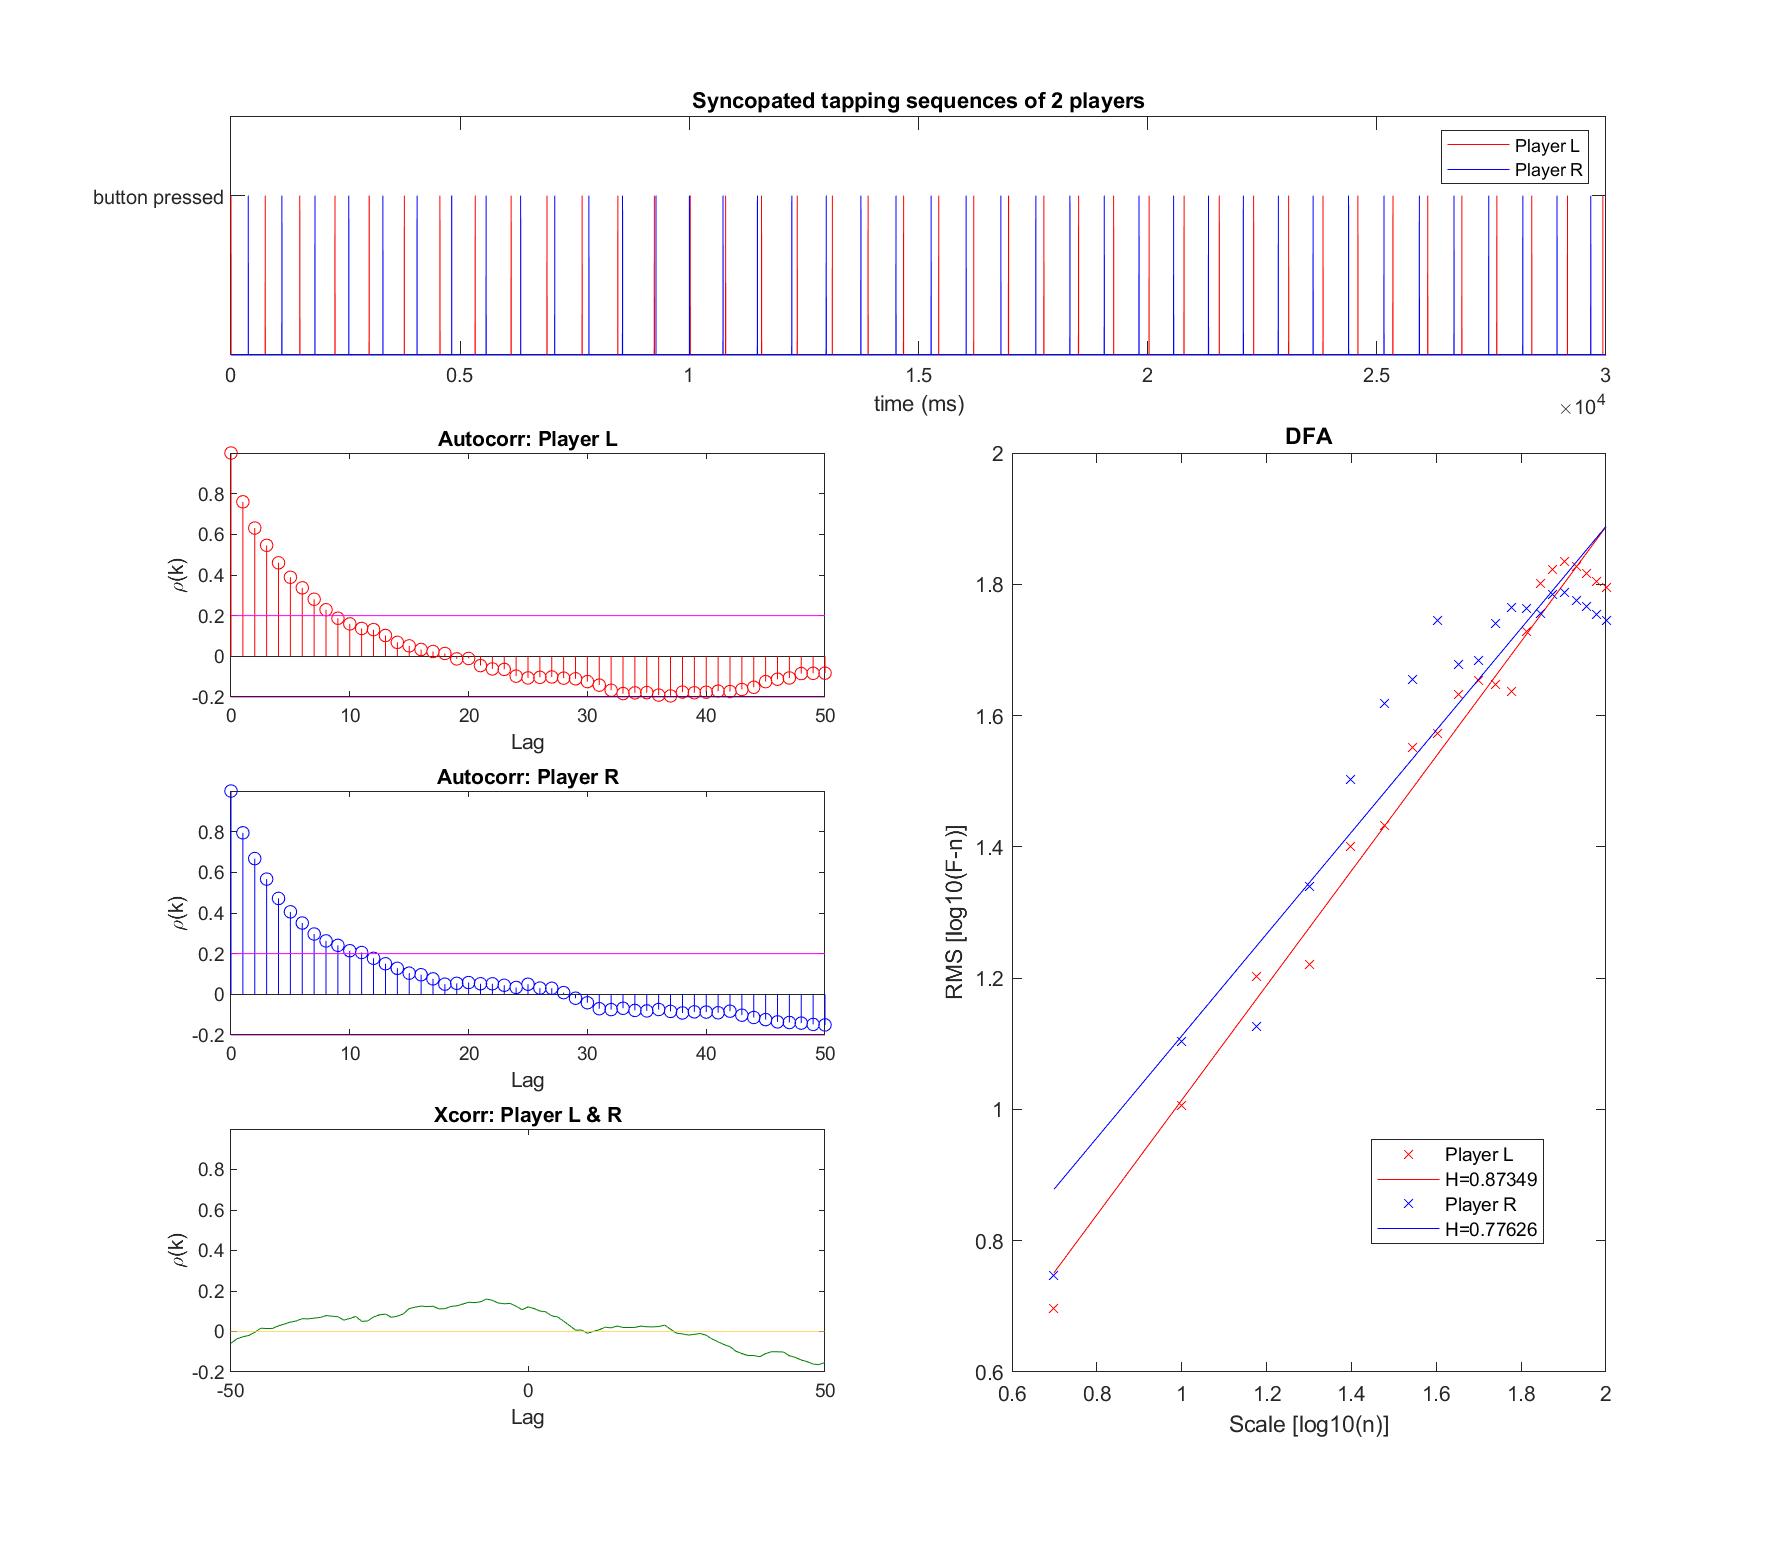 Syncopated tapping sequences of 2 players
button pressed
Player L
Player R
0 0.5 1 1.5 2 2.5 3
time (ms)
×10^4
Autocorr: Player L
ρ(k)
0.8
0.6
0.4
0.2
0
-0.2
0 10 20 30 40 50
Lag
Autocorr: Player R
ρ(k)
0.8
0.6
0.4
0.2
0
-0.2
0 10 20 30 40 50
Lag
Xcorr: Player L & R
ρ(k)
0.8
0.6
0.4
0.2
0
-0.2
-50 0 50
Lag
DFA
RMS [log10(F-n)]
2
1.8
1.6
1.4
1.2
1
0.8
0.6
Player L
H=0.87349
Player R
H=0.77626
0.6 0.8 1 1.2 1.4 1.6 1.8 2
Scale [log10(n)]